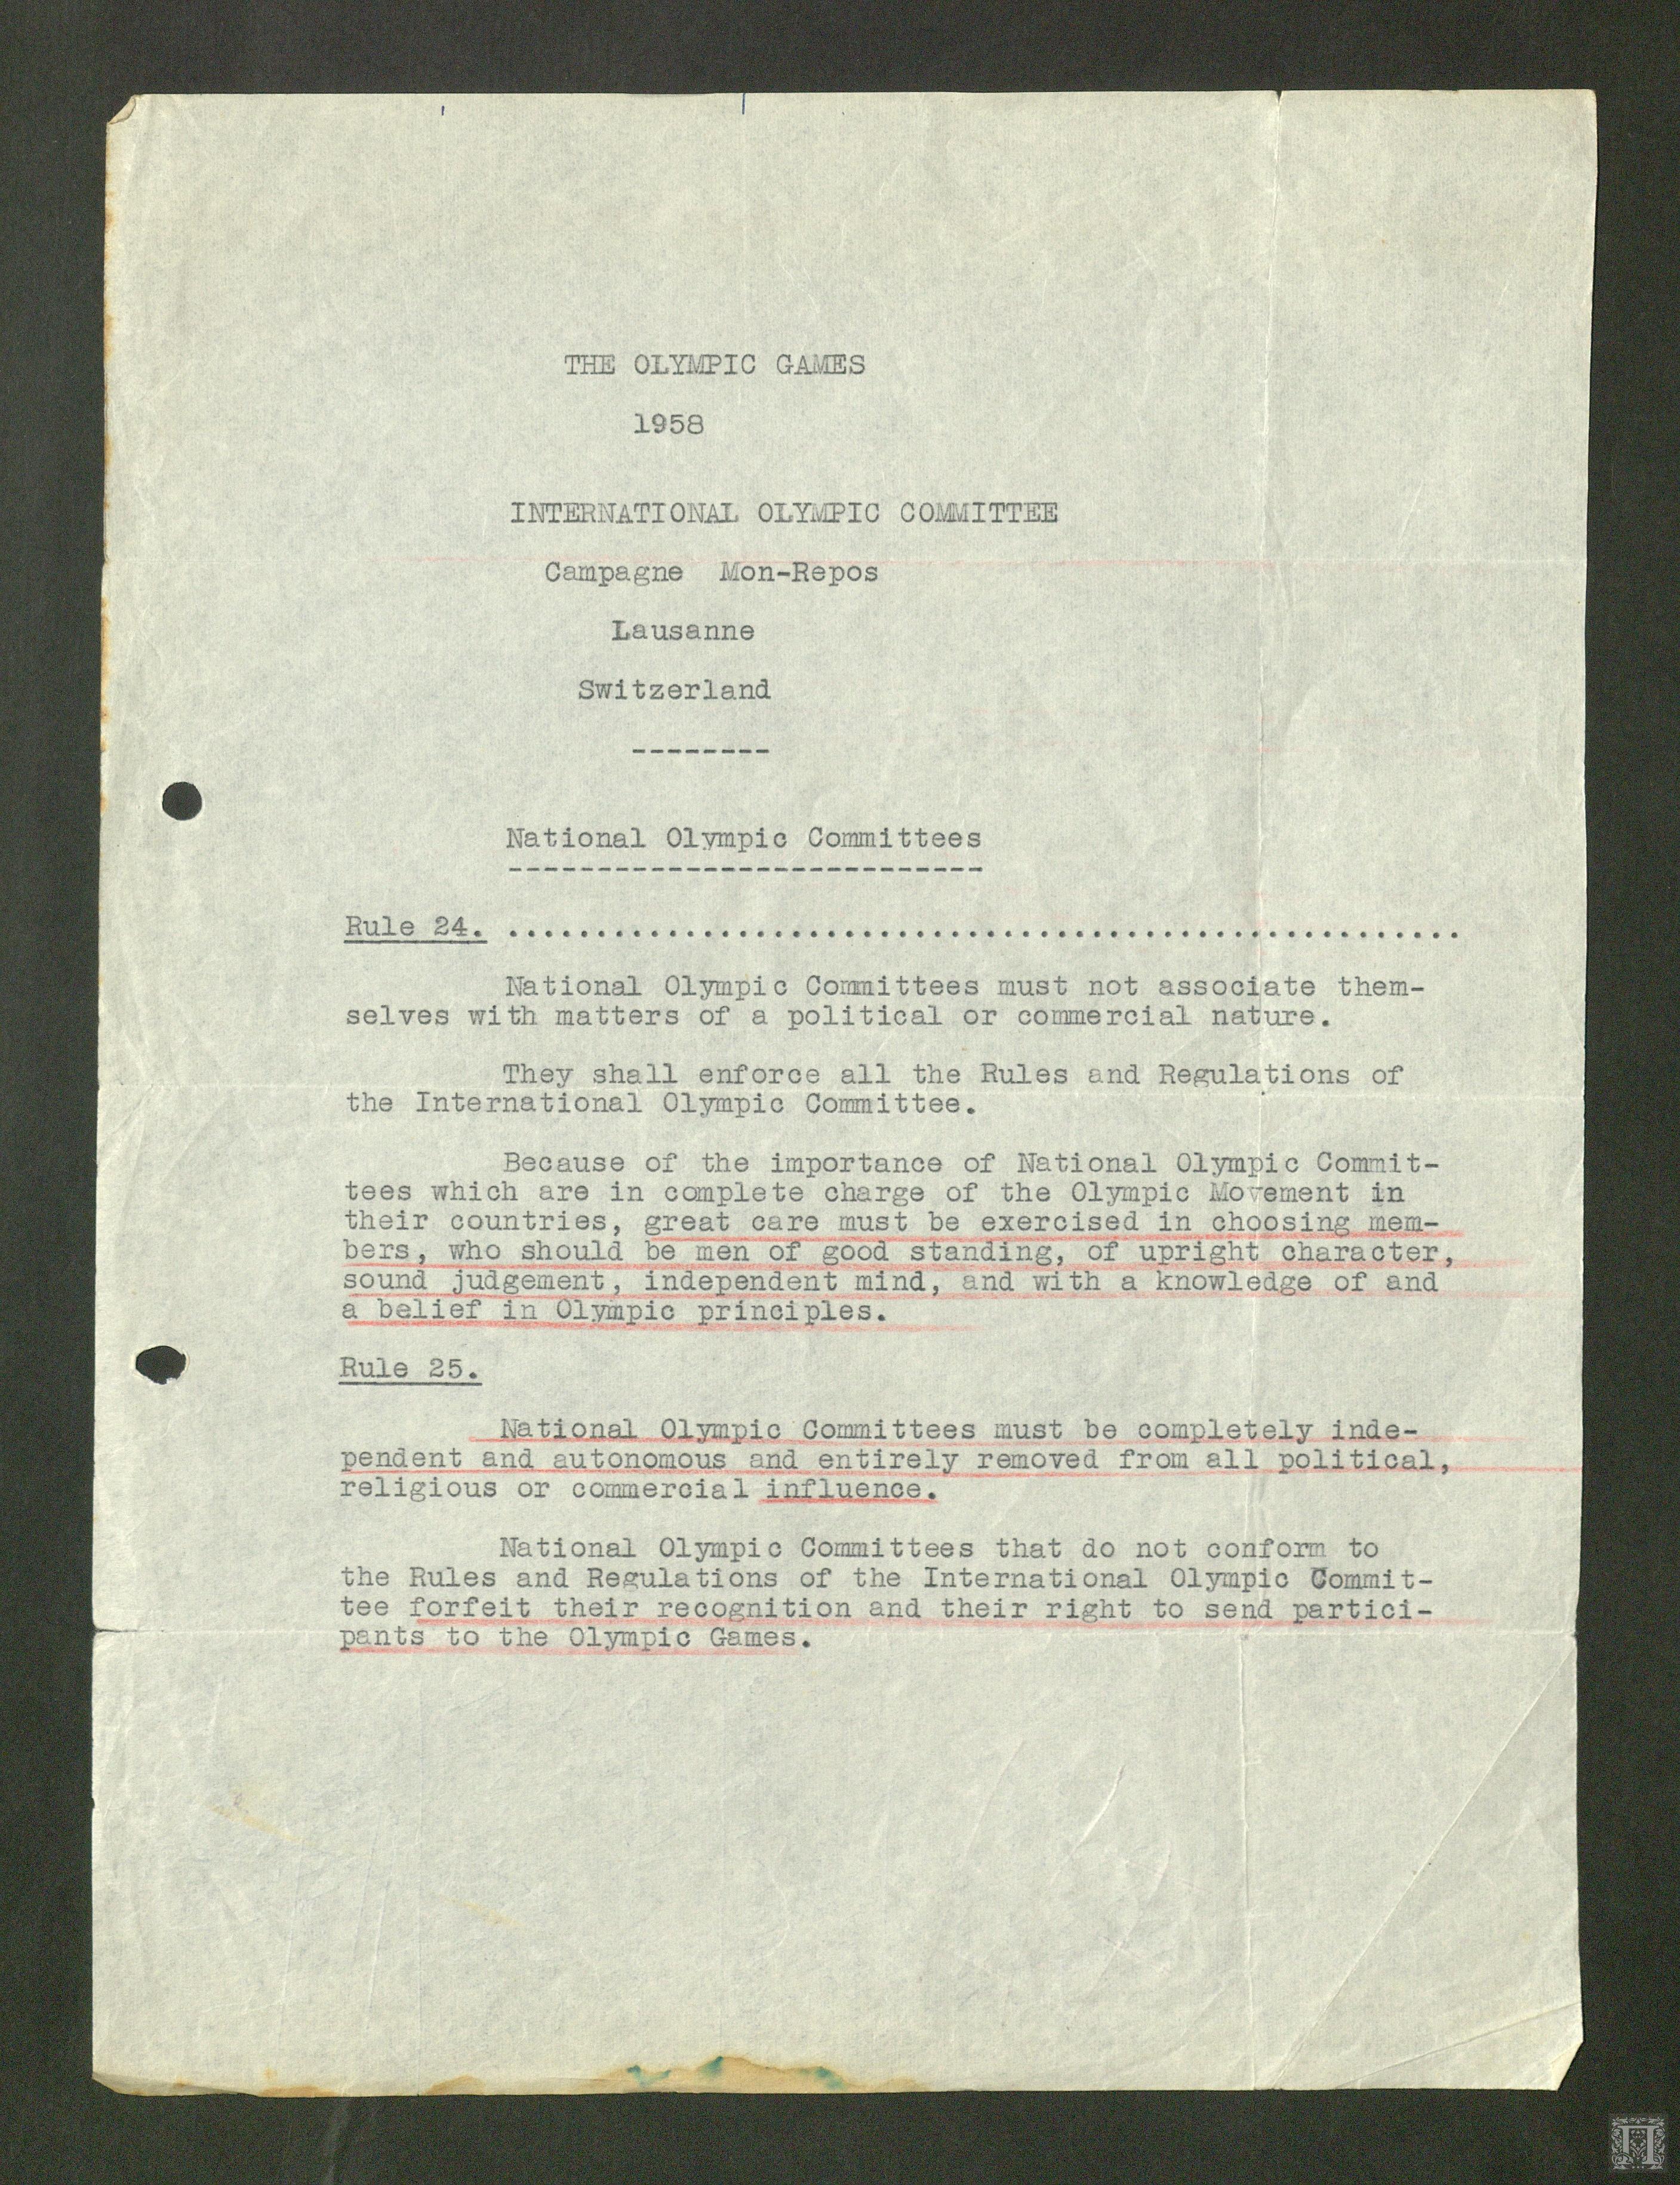 THE OLYMPIC GAMES
1958
INTERNATIONAL OLYMPIC COMMITTEE
Campagne Mon-Repos
Lausanne
Switzerland
--------
National Olympic Committees
---------------------------
Rule 24. ......................................................
National Olympic Committees must not associate them-
selves with matters of a political or commercial nature.
They shall enforce all the Rules and Regulations of
the International Olympic Committee.
Because of the importance of National Olympic Commit-
tees which are in complete charge of the Olympic Movement in
their countries, great care must be exercised in choosing mem-
bers, who should be men of good standing, of upright character,
sound judgement, independent mind, and with a knowledge of and
a belief in Olympic principles.
Rule 25.
National Olympic Committees must be completely inde-
pendent and autonomous and entirely removed from all political,
religious or commercial influence.
National Olympic Committees that do not conform to
the Rules and Regulations of the International Olympic Commit-
tee forfeit their recognition and their right to send partici-
pants to the Olympic Games.